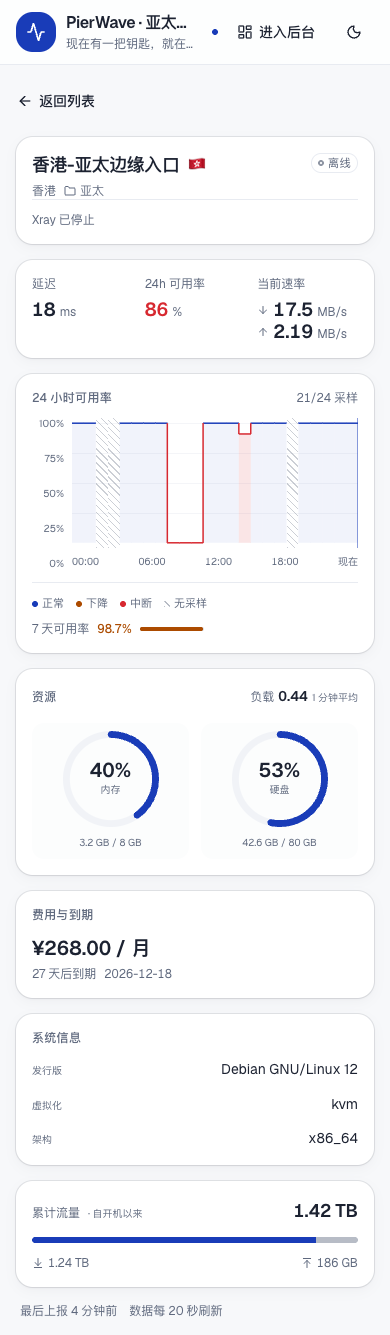 PierWave · 亚太...
现在有一把钥匙，就在...
进入后台
返回列表
香港-亚太边缘入口
离线
香港 亚太
Xray 已停止
延迟 24h 可用率 当前速率
18 ms 86 % 17.5 MB/s
2.19 MB/s
24 小时可用率 21/24 采样
100%
75%
50%
25%
0%
00:00 06:00 12:00 18:00 现在
正常 下降 中断 无采样
7 天可用率 98.7%
资源 负载 0.44 1 分钟平均
40% 53%
内存 硬盘
3.2 GB / 8 GB 42.6 GB / 80 GB
费用与到期
¥268.00 / 月
27 天后到期 2026-12-18
系统信息
发行版 Debian GNU/Linux 12
虚拟化 kvm
架构 x86_64
累计流量 · 自开机以来 1.42 TB
1.24 TB 186 GB
最后上报 4 分钟前 数据每 20 秒刷新